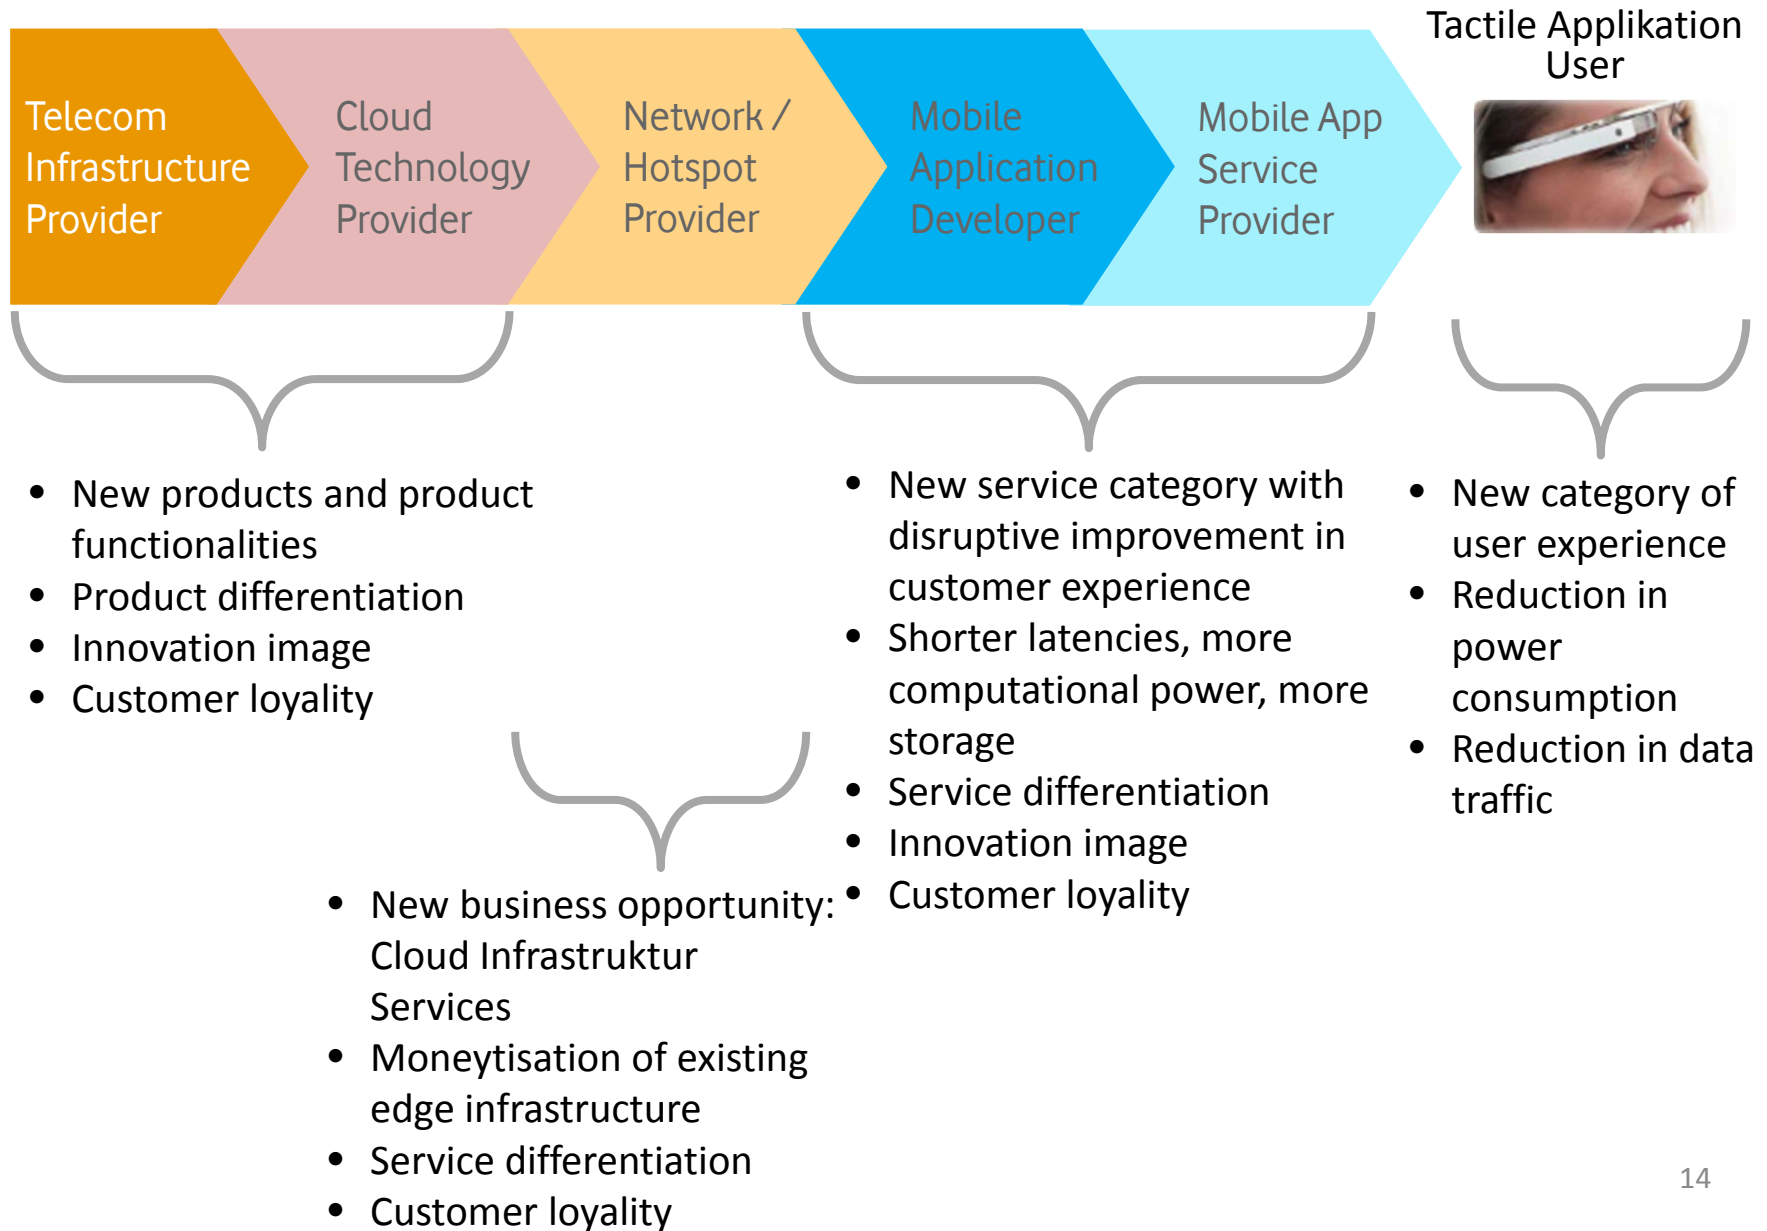 Telecom
Infrastructure
Provider
Cloud
Technology
Provider
Network /
Hotspot
Provider
Mobile
Application
Developer
Mobile App
Service
Provider
Tactile Applikation
User
• New products and product
functionalities
• Product differentiation
• Innovation image
• Customer loyality
• New business opportunity:
Cloud Infrastruktur
Services
• Moneytisation of existing
edge infrastructure
• Service differentiation
• Customer loyality
• New service category with
disruptive improvement in
customer experience
• Shorter latencies, more
computational power, more
storage
• Service differentiation
• Innovation image
• Customer loyality
• New category of
user experience
• Reduction in
power
consumption
• Reduction in data
traffic
14